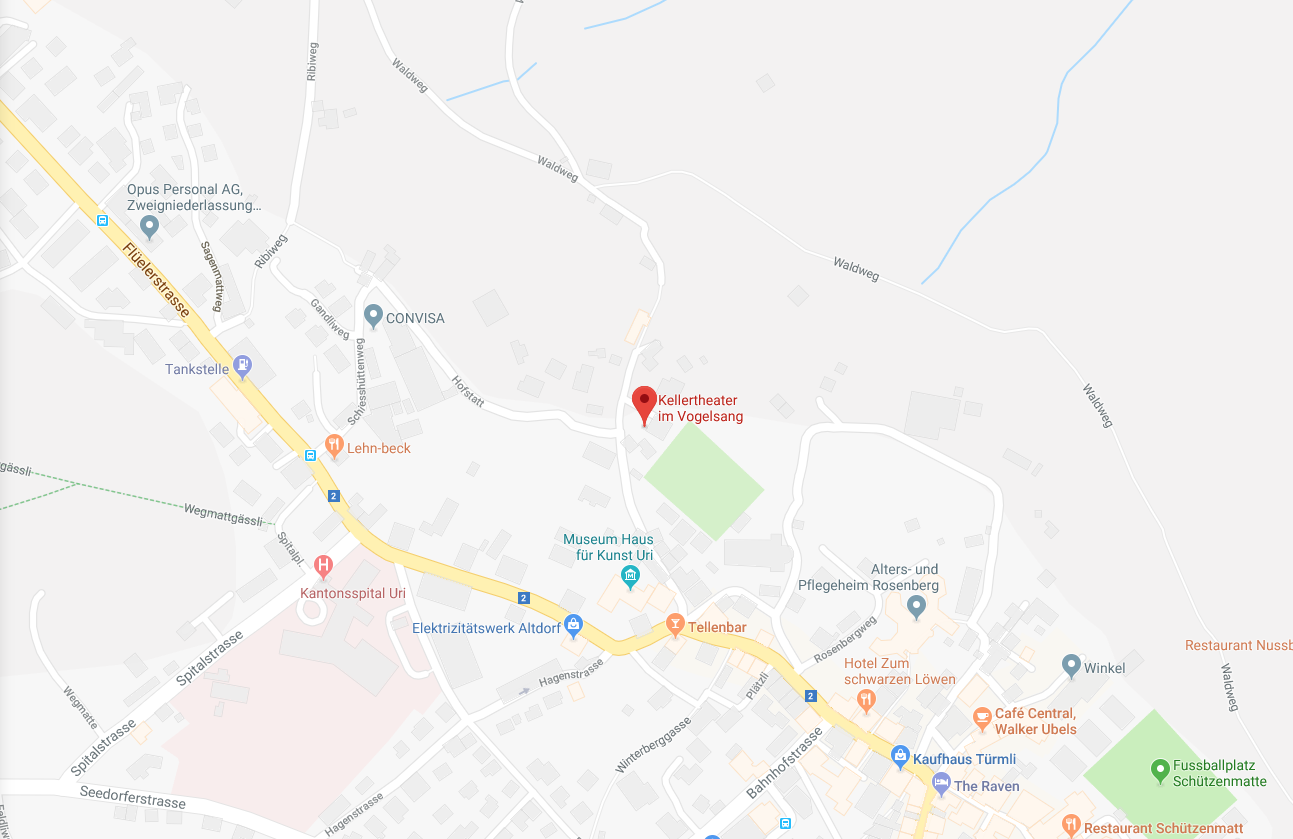 Ribiweg
Waldweg
Waldweg
Opus Personal AG,
Zweigniederlassung...
Flüelerstrasse
Sagenmattweg
Ribiweg
Waldweg
Gandliweg
CONVISA
Schiesshüttenweg
Tankstelle
Hofstatt
Kellertheater
im Vogelsang
Waldweg
Lehn-beck
gässli
2
Wegmattgässli
Spitalpl.
Museum Haus
für Kunst Uri
H
Kantonsspital Uri
2
Alters- und
Pflegeheim Rosenberg
Elektrizitätswerk Altdorf
Tellenbar
Rosenbergweg
Spitalstrasse
Hagenstrasse
Restaurant Nussb
Hotel Zum
schwarzen Löwen
Winkel
Plätzli
2
Waldweg
Wegmatte
Café Central,
Walker Ubels
Winterberggasse
Spitalstrasse
Bahnhofstrasse
Kaufhaus Türmli
Fussballplatz
Schützenmatte
The Raven
Seedorferstrasse
Hagenstrasse
Restaurant Schützenmatt